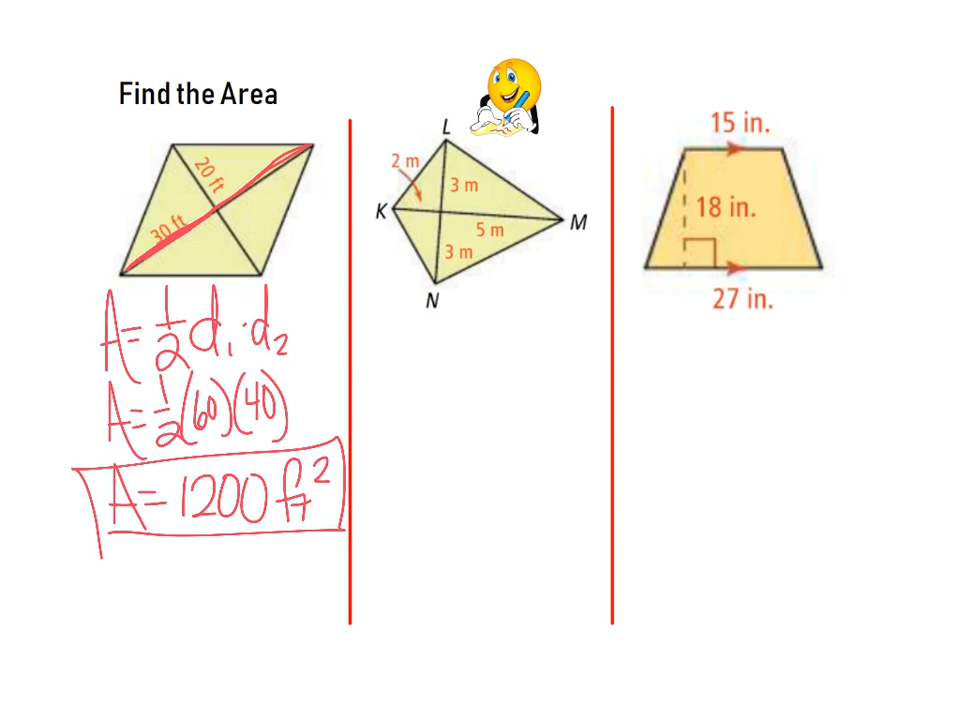 Find the Area
20 ft
30 ft
A = 1/2 d₁ · d₂
A = 1/2 (60)(40)
A = 1200 ft²
L
2 m
3 m
K
M
5 m
3 m
N
15 in.
18 in.
27 in.